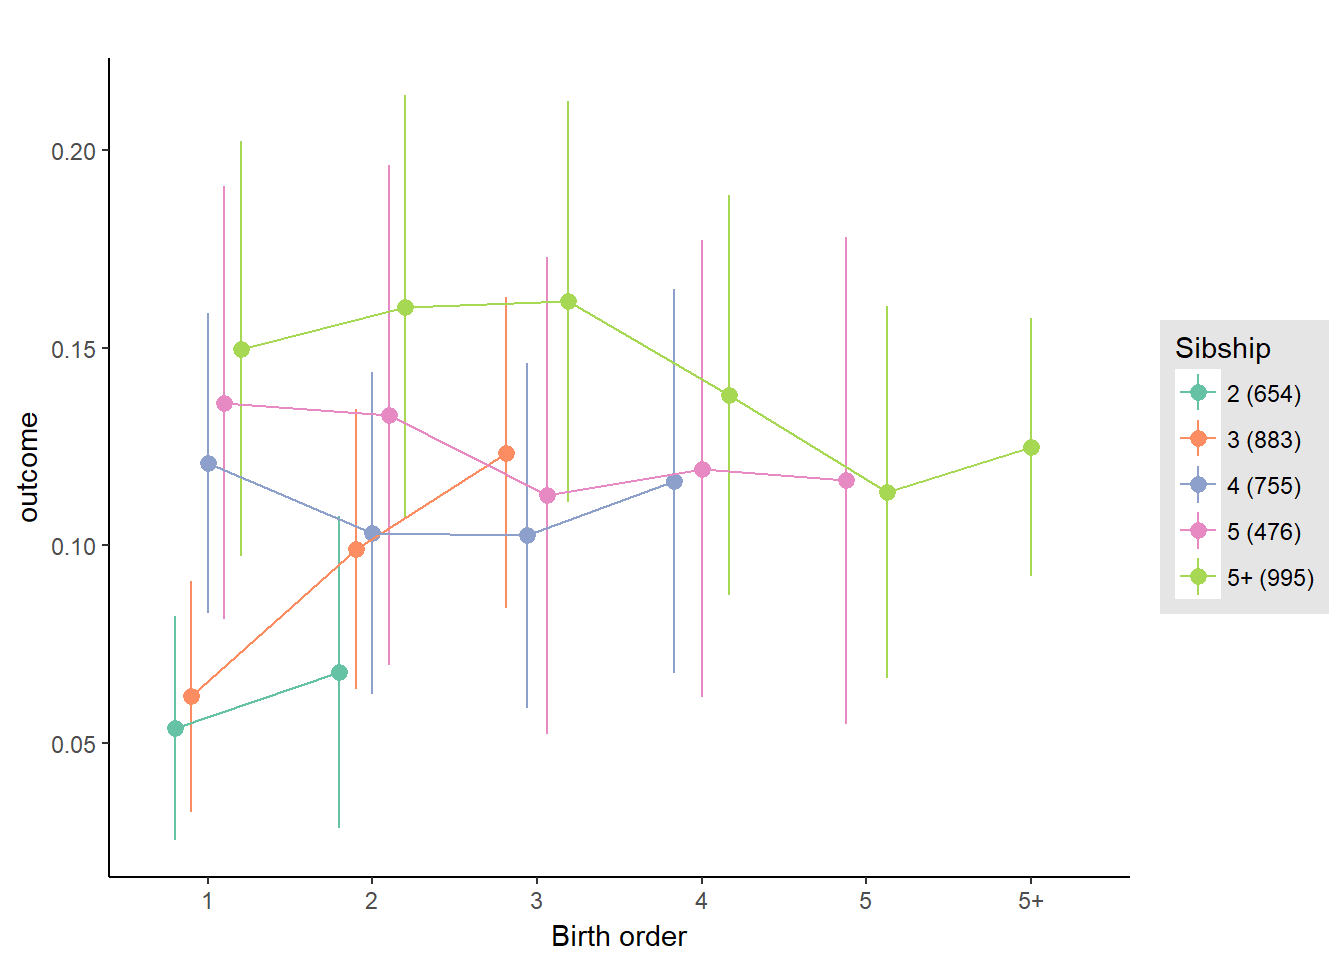 0.20
0.15
0.10
0.05
outcome
1 2 3 4 5 5+
Birth order
Sibship
2 (654)
3 (883)
4 (755)
5 (476)
5+ (995)